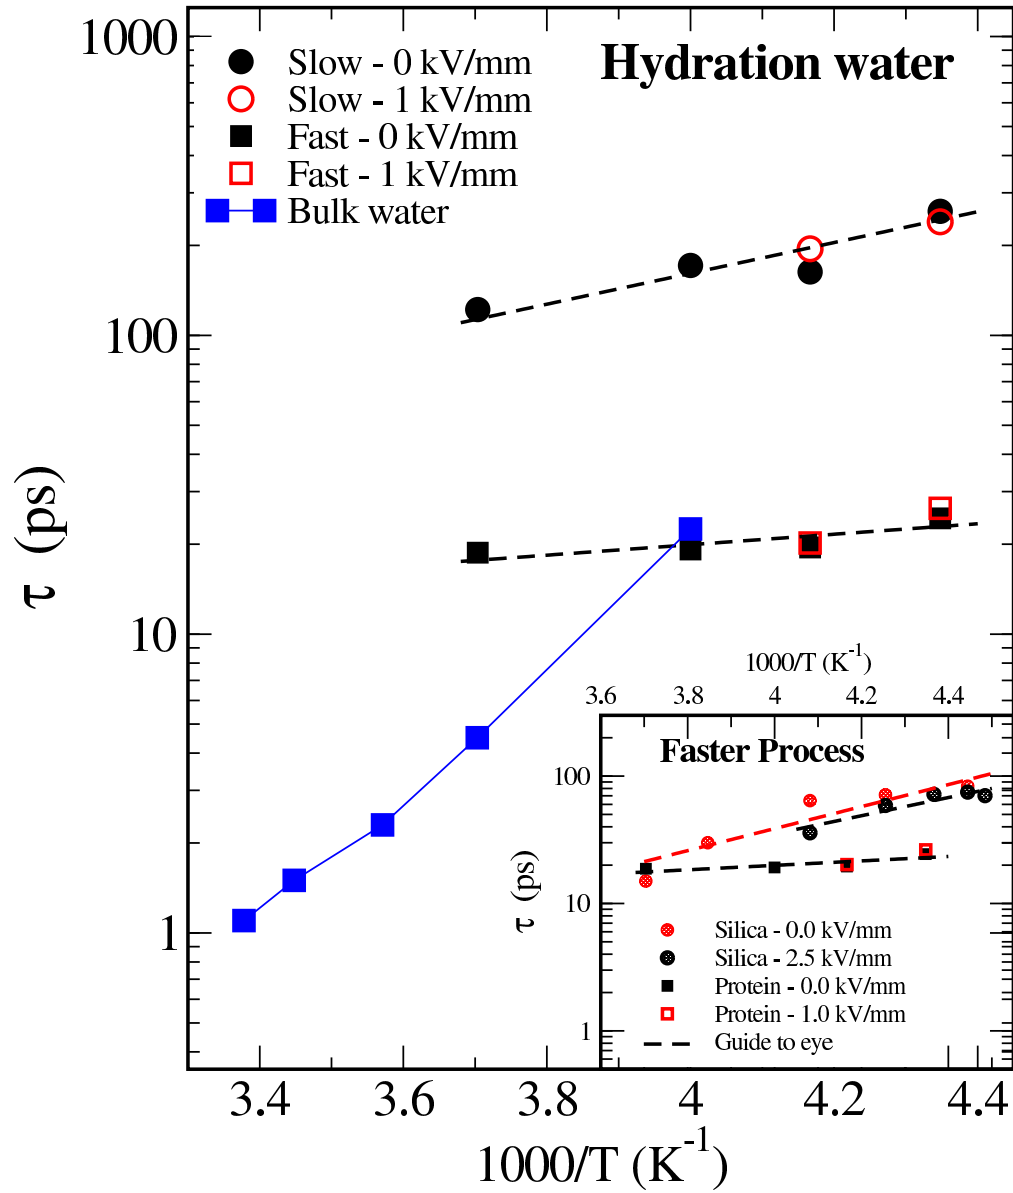 1000
Slow - 0 kV/mm
Hydration water
Slow - 1 kV/mm
Fast - 0 kV/mm
Fast - 1 kV/mm
Bulk water
100
τ (ps)
10
1
3.4 3.6 3.8 4 4.2 4.4
1000/T (K⁻¹)
1000/T (K⁻¹)
3.6 3.8 4 4.2 4.4
Faster Process
100
τ (ps)
10
Silica - 0.0 kV/mm
Silica - 2.5 kV/mm
Protein - 0.0 kV/mm
Protein - 1.0 kV/mm
1
Guide to eye